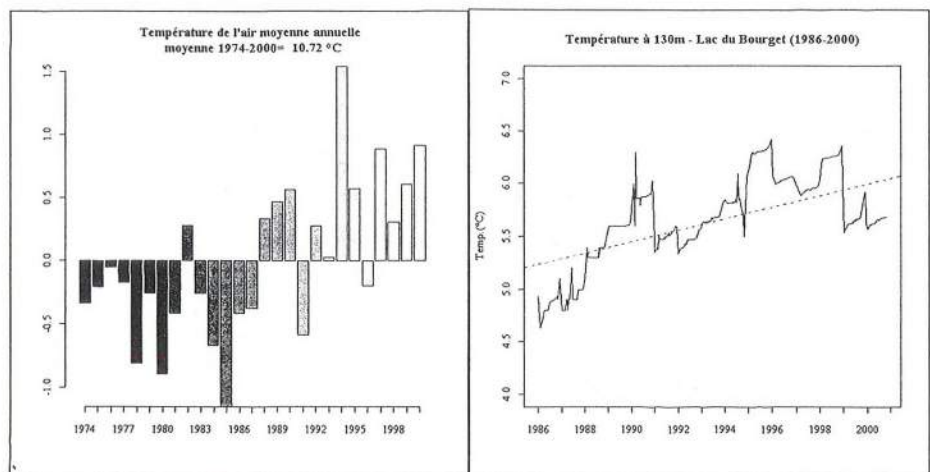 Température de l'air moyenne annuelle
moyenne 1974-2000= 10.72 °C
1.5
1.0
0.5
0.0
-0.5
-1.0
1974 1977 1980 1983 1986 1989 1992 1995 1998
Température à 130m - Lac du Bourget (1986-2000)
Temp.(°C)
7.0
6.5
6.0
5.5
5.0
4.5
4.0
1986 1988 1990 1992 1994 1996 1998 2000